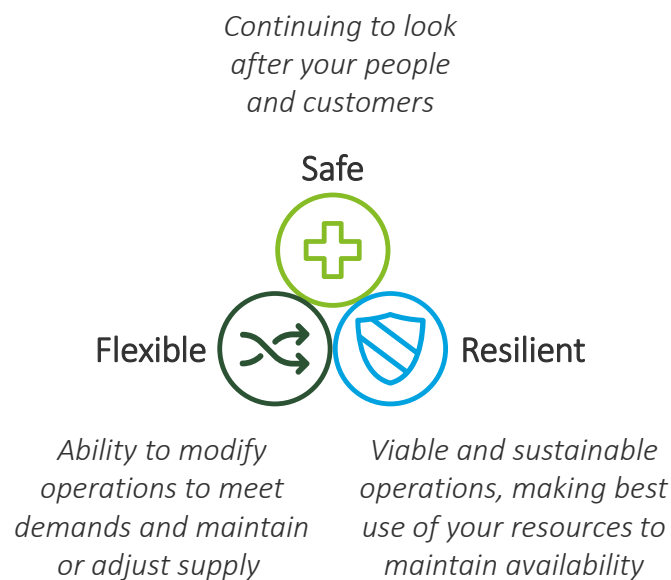 Continuing to look
after your people
and customers
Safe
Flexible
Resilient
Ability to modify
operations to meet
demands and maintain
or adjust supply
Viable and sustainable
operations, making best
use of your resources to
maintain availability